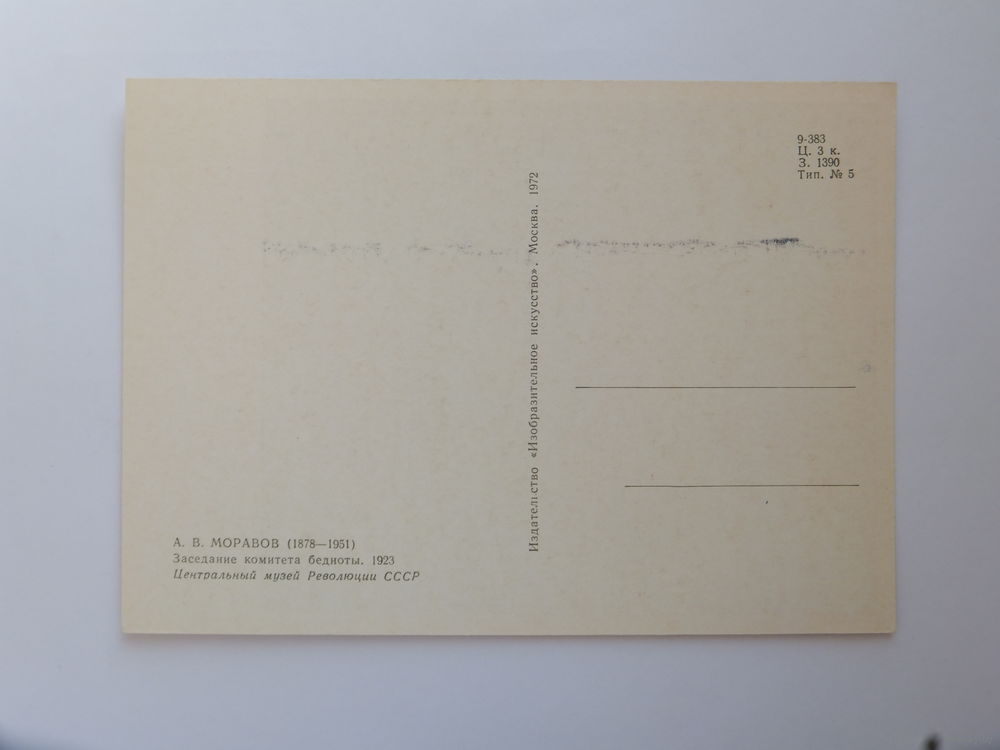 9-383
Ц. 3 к.
З. 1390
Тип. № 5
Издательство «Изобразительное искусство». Москва. 1972
А. В. МОРАВОВ (1878—1951)
Заседание комитета бедноты. 1923
Центральный музей Революции СССР